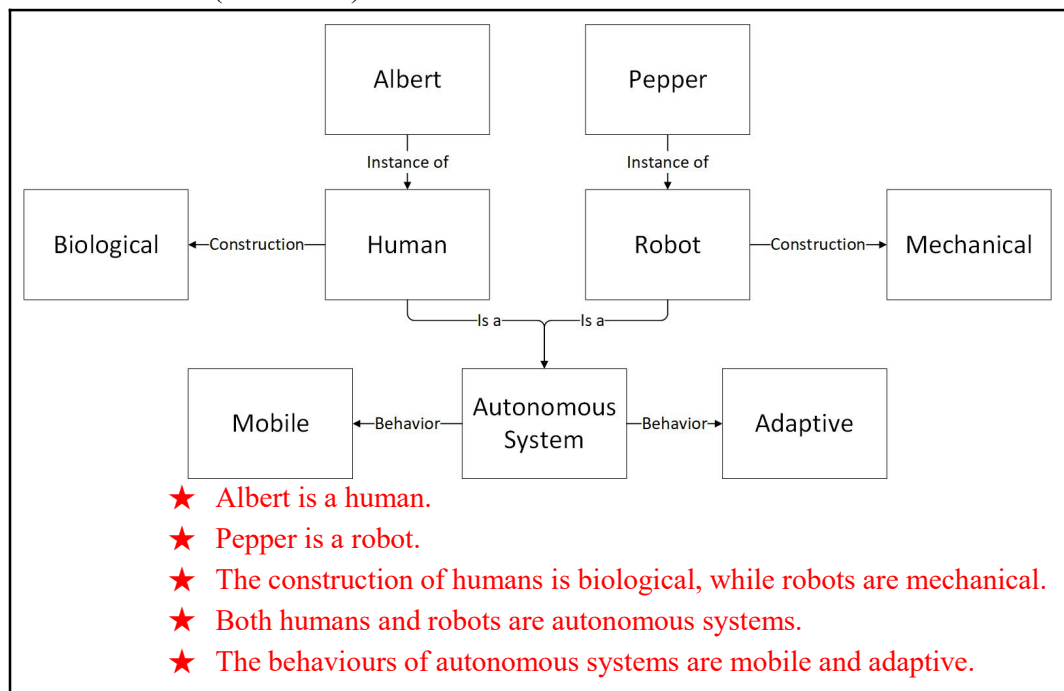 Albert Pepper
Instance of Instance of
Biological Construction Human Robot Construction Mechanical
Is a Is a
Mobile Behavior Autonomous System Behavior Adaptive
★ Albert is a human.
★ Pepper is a robot.
★ The construction of humans is biological, while robots are mechanical.
★ Both humans and robots are autonomous systems.
★ The behaviours of autonomous systems are mobile and adaptive.